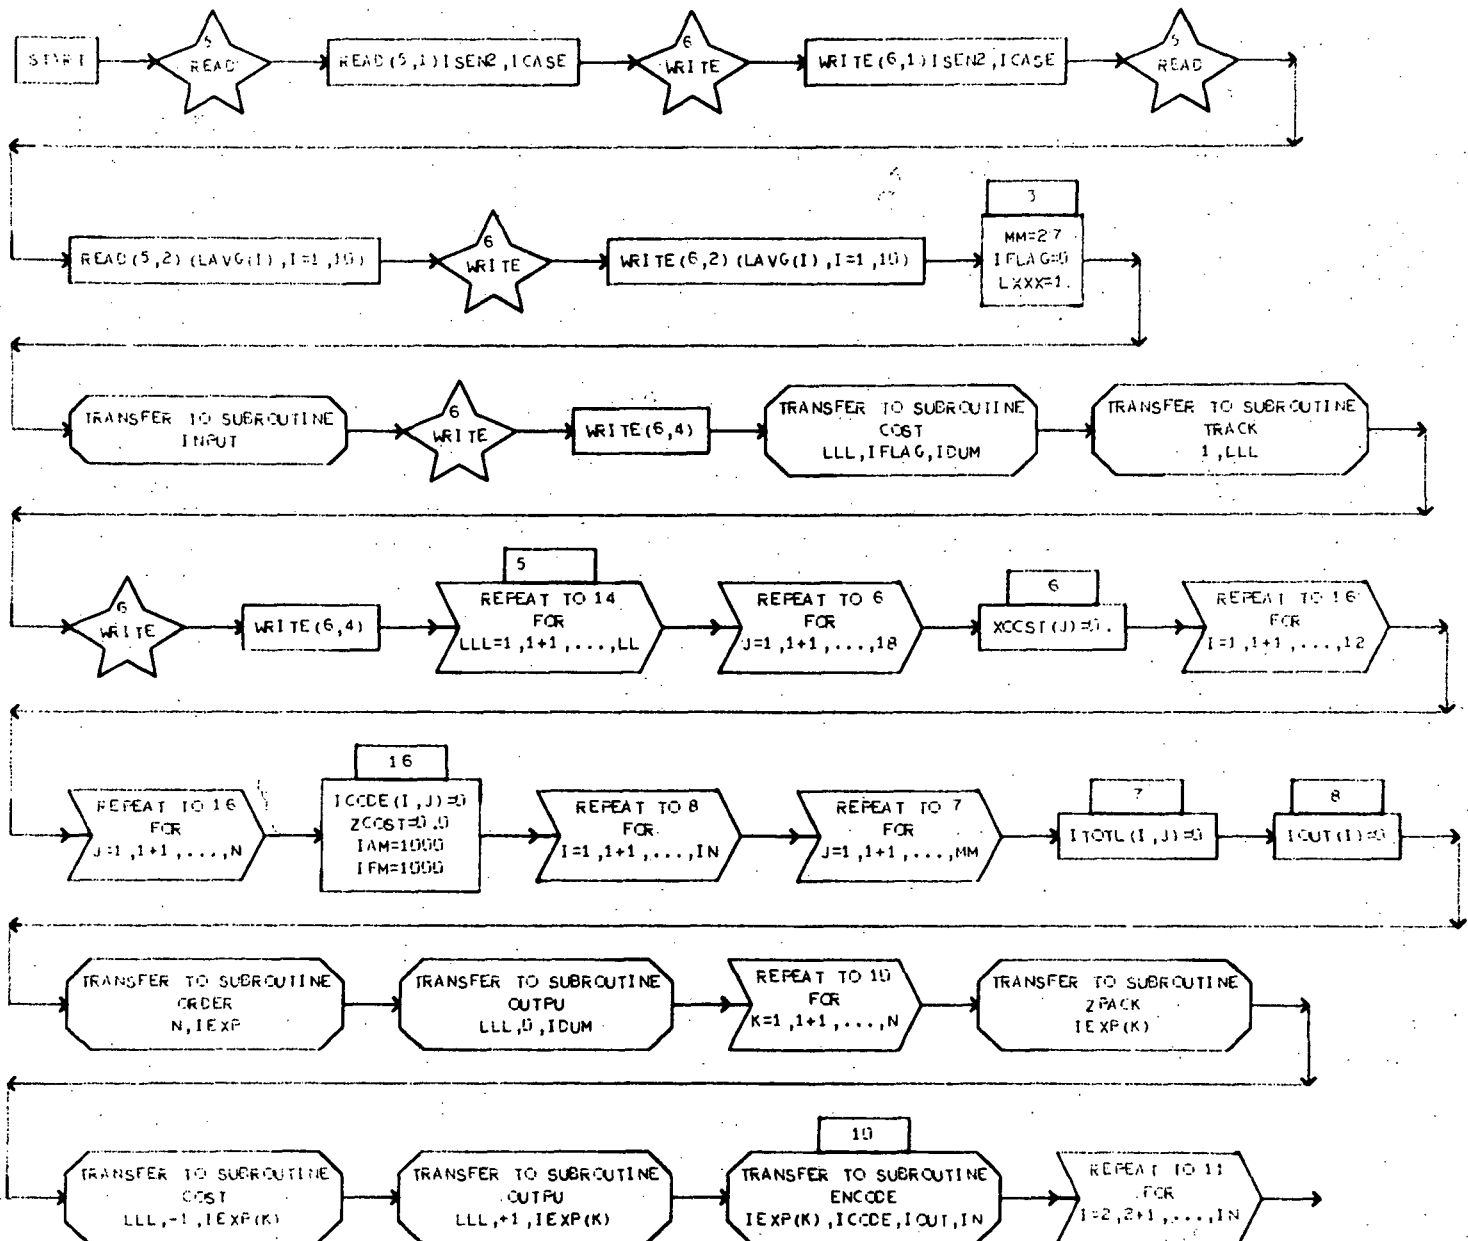 START
5
READ
READ(5,1)ISEN2,ICASE
6
WRITE
WRITE(6,1)ISEN2,ICASE
5
READ
READ(5,2)(LAVG(I),I=1,10)
6
WRITE
WRITE(6,2)(LAVG(I),I=1,10)
3
MM=27
IFLAG=0
LXXX=1.
TRANSFER TO SUBROUTINE
INPUT
6
WRITE
WRITE(6,4)
TRANSFER TO SUBROUTINE
COST
LLL,IFLAG,IDUM
TRANSFER TO SUBROUTINE
TRACK
1,LLL
6
WRITE
WRITE(6,4)
5
REPEAT TO 14
FOR
LLL=1,1+1,...,LL
REPEAT TO 6
FOR
J=1,1+1,...,18
6
XCOST(J)=0.
REPEAT TO 16
FOR
I=1,1+1,...,12
REPEAT TO 16
FOR
J=1,1+1,...,N
16
ICODE(I,J)=0
ZCOST=0.0
IAM=1000
IFM=1000
REPEAT TO 8
FOR
I=1,1+1,...,IN
REPEAT TO 7
FOR
J=1,1+1,...,MM
7
ITOTL(I,J)=0
8
IOUT(I)=0
TRANSFER TO SUBROUTINE
ORDER
N,IEXP
TRANSFER TO SUBROUTINE
OUTPU
LLL,0,IDUM
REPEAT TO 10
FOR
K=1,1+1,...,N
TRANSFER TO SUBROUTINE
ZPACK
IEXP(K)
TRANSFER TO SUBROUTINE
COST
LLL,-1,IEXP(K)
TRANSFER TO SUBROUTINE
OUTPU
LLL,+1,IEXP(K)
10
TRANSFER TO SUBROUTINE
ENCODE
IEXP(K),ICODE,IOUT,IN
REPEAT TO 11
FOR
I=2,2+1,...,IN